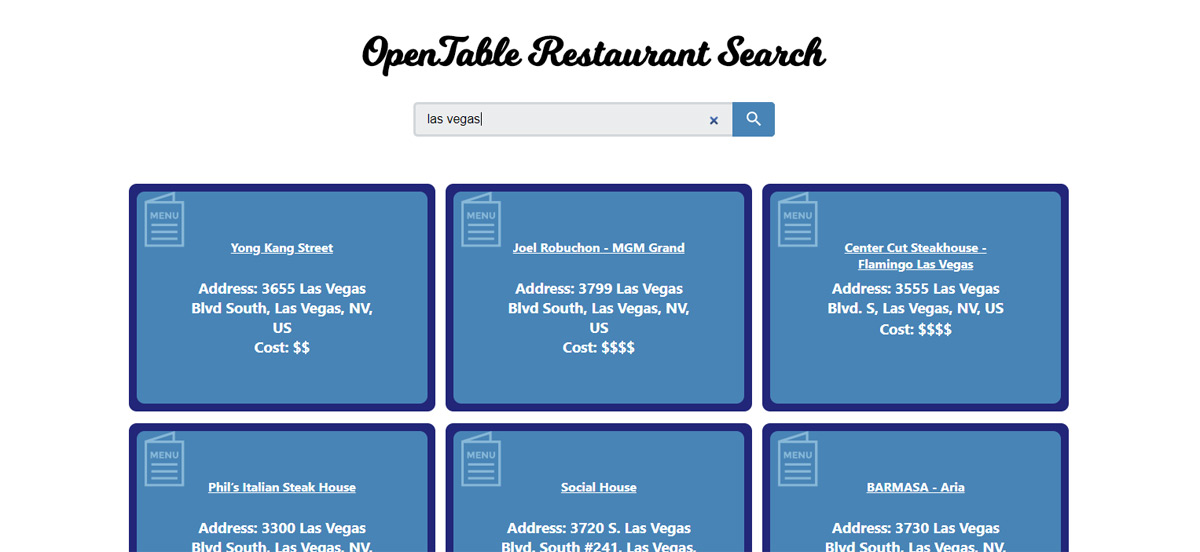 OpenTable Restaurant Search
las vegas
MENU
Yong Kang Street
Address: 3655 Las Vegas
Blvd South, Las Vegas, NV,
US
Cost: $$
MENU
Joel Robuchon - MGM Grand
Address: 3799 Las Vegas
Blvd South, Las Vegas, NV,
US
Cost: $$$$
MENU
Center Cut Steakhouse -
Flamingo Las Vegas
Address: 3555 Las Vegas
Blvd. S, Las Vegas, NV, US
Cost: $$$$
MENU
Phil's Italian Steak House
Address: 3300 Las Vegas
Blvd South, Las Vegas, NV,
MENU
Social House
Address: 3720 S. Las Vegas
Blvd. South #241, Las Vegas,
MENU
BARMASA - Aria
Address: 3730 Las Vegas
Blvd South, Las Vegas, NV,